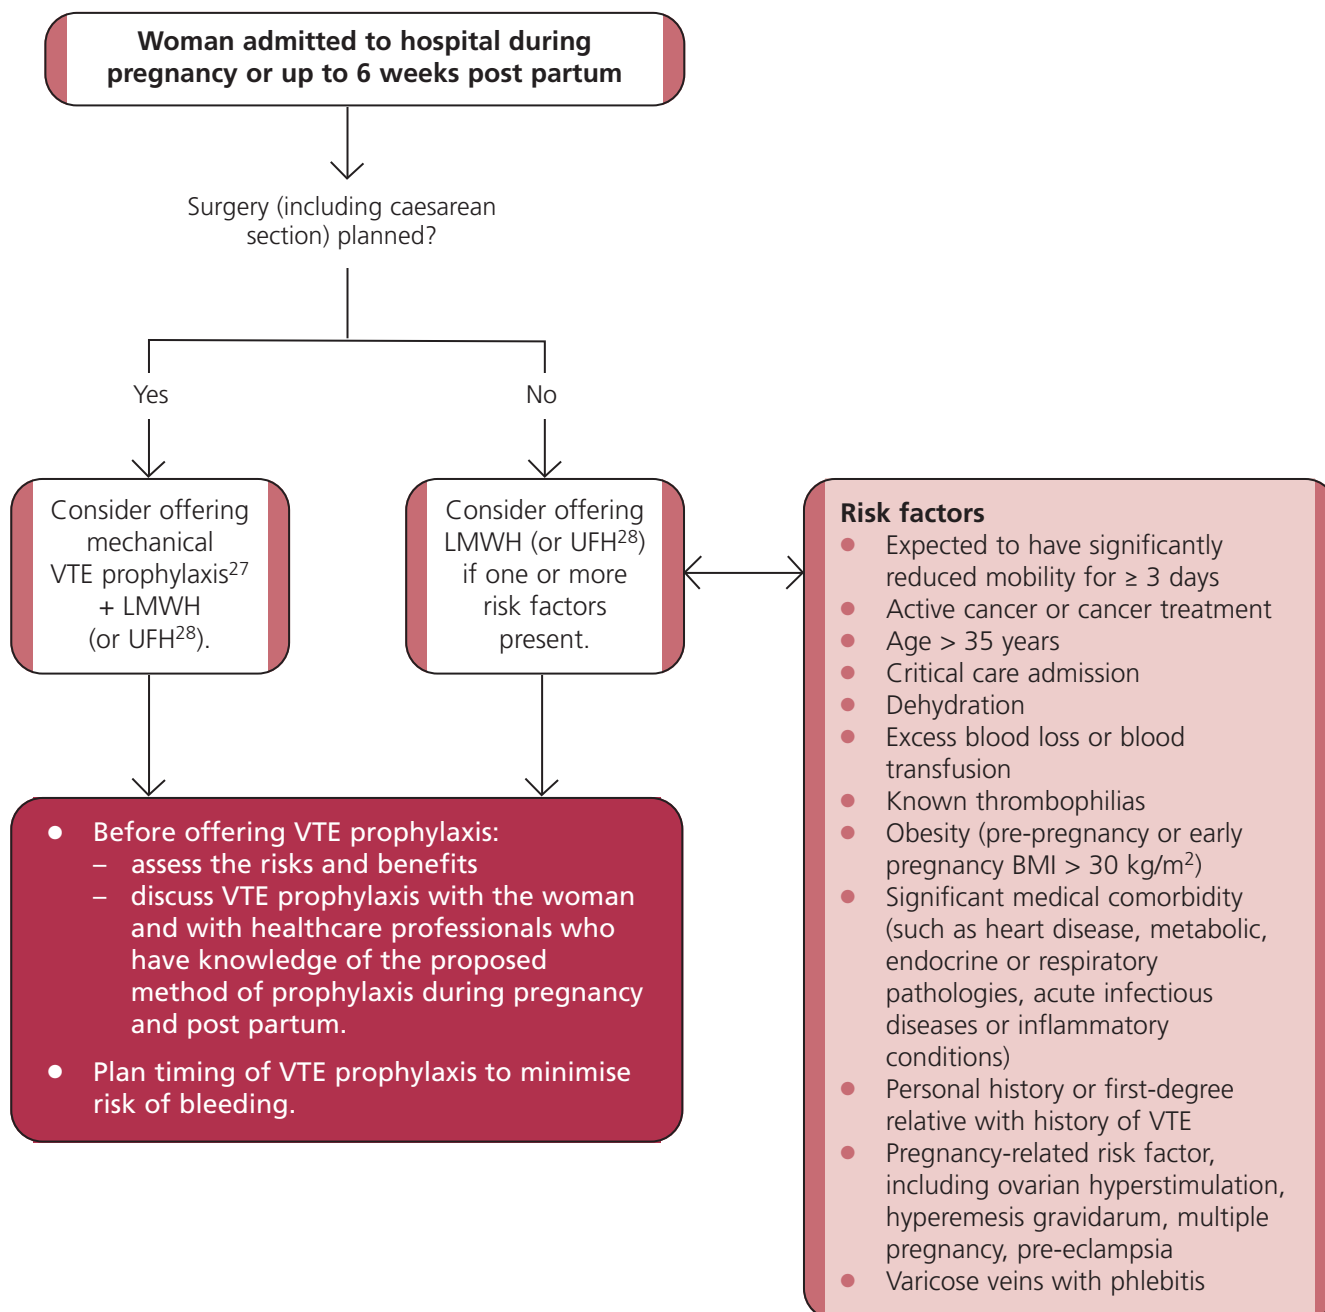 Woman admitted to hospital during
pregnancy or up to 6 weeks post partum
Surgery (including caesarean
section) planned?
Yes
No
Consider offering
mechanical
VTE prophylaxis²⁷
+ LMWH
(or UFH²⁸).
Consider offering
LMWH (or UFH²⁸)
if one or more
risk factors
present.
Risk factors
● Expected to have significantly
reduced mobility for ≥ 3 days
● Active cancer or cancer treatment
● Age > 35 years
● Critical care admission
● Dehydration
● Excess blood loss or blood
transfusion
● Known thrombophilias
● Obesity (pre-pregnancy or early
pregnancy BMI > 30 kg/m²)
● Significant medical comorbidity
(such as heart disease, metabolic,
endocrine or respiratory
pathologies, acute infectious
diseases or inflammatory
conditions)
● Personal history or first-degree
relative with history of VTE
● Pregnancy-related risk factor,
including ovarian hyperstimulation,
hyperemesis gravidarum, multiple
pregnancy, pre-eclampsia
● Varicose veins with phlebitis
● Before offering VTE prophylaxis:
– assess the risks and benefits
– discuss VTE prophylaxis with the woman
and with healthcare professionals who
have knowledge of the proposed
method of prophylaxis during pregnancy
and post partum.
● Plan timing of VTE prophylaxis to minimise
risk of bleeding.